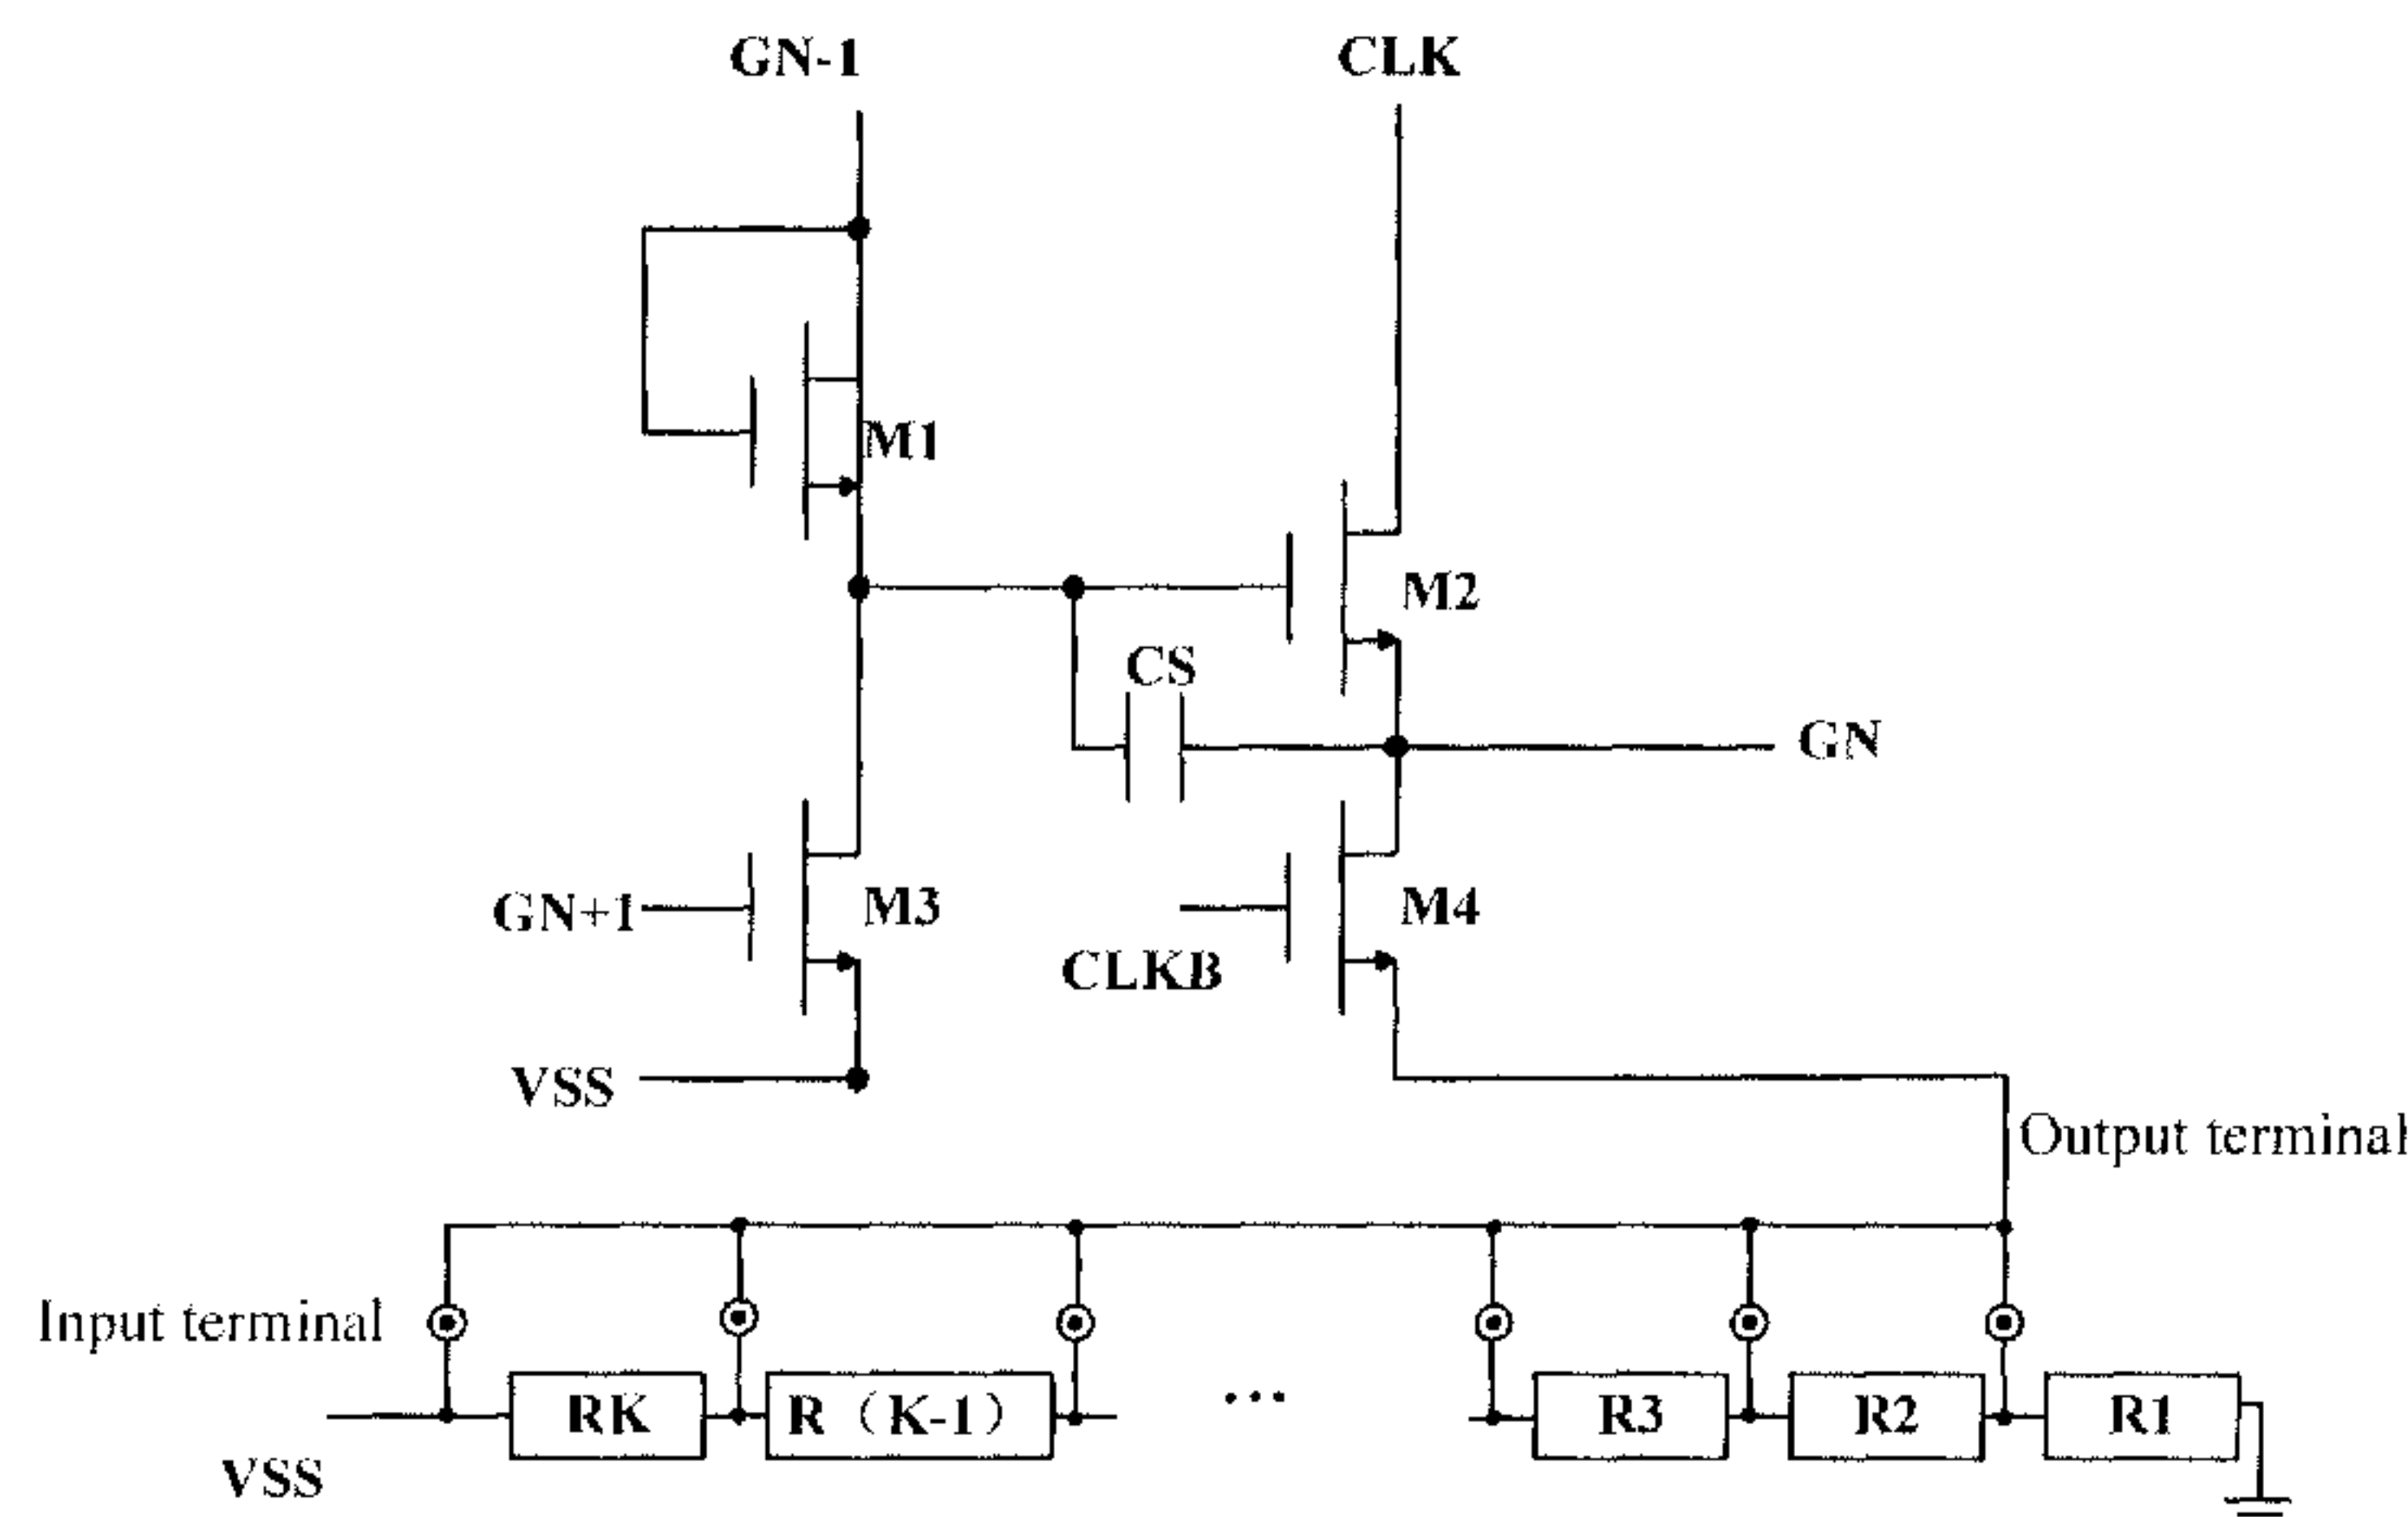 GN-1
CLK
M1
M2
CS
GN
GN+1
M3
M4
CLKB
VSS
Output terminal
Input terminal
RK
R（K-1）
...
R3
R2
R1
VSS